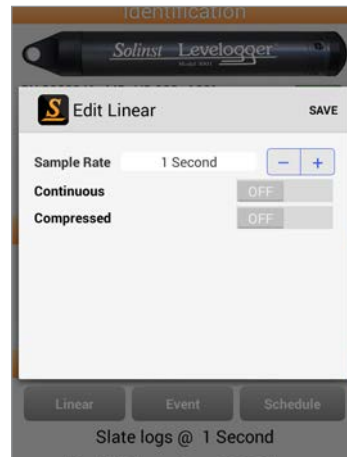 Identification
Solinst Levelogger
Edit Linear SAVE
Sample Rate 1 Second - +
Continuous OFF
Compressed OFF
Linear Event Schedule
Slate logs @ 1 Second